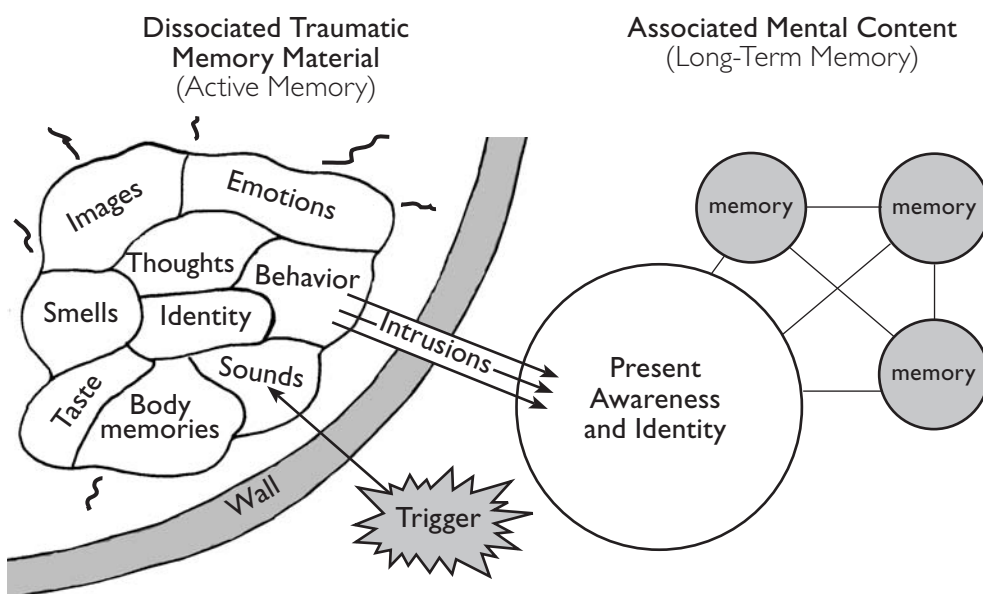 Dissociated Traumatic
Memory Material
(Active Memory)
Associated Mental Content
(Long-Term Memory)
Images
Emotions
Thoughts
Behavior
Smells
Identity
Sounds
Taste
Body
memories
Intrusions
Wall
Trigger
Present
Awareness
and Identity
memory
memory
memory